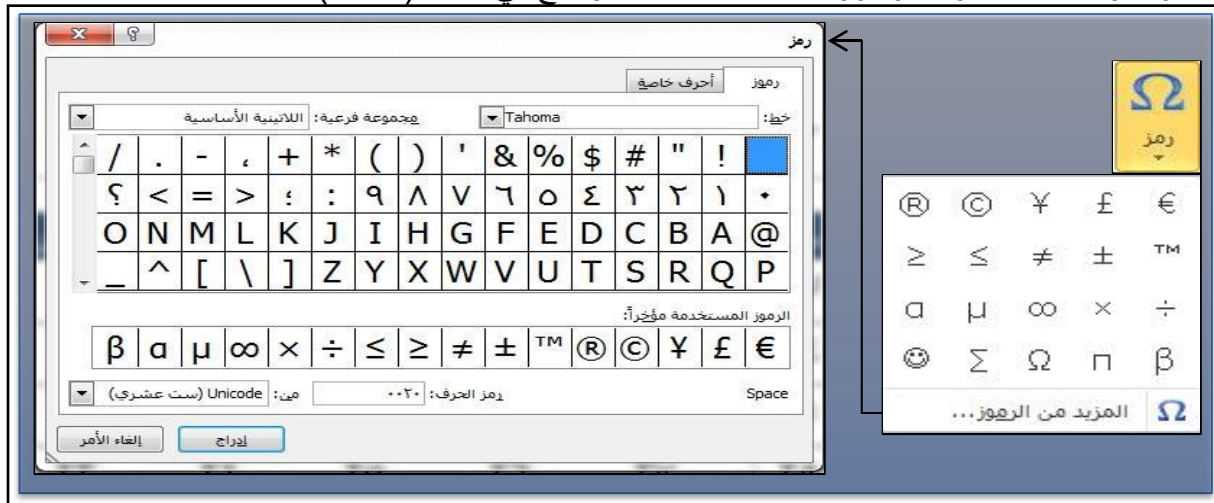 رمز
رموز
أحرف خاصة
خط: Tahoma
مجموعة فرعية: اللاتينية الأساسية
! " # $ % & ' ( ) * + ، - . /
٠ ١ ٢ ٣ ٤ ٥ ٦ ٧ ٨ ٩ : ؛ > = < ؟
@ A B C D E F G H I J K L M N O
P Q R S T U V W X Y Z ] \ [ ^ _
الرموز المستخدمة مؤخراً:
€ £ ¥ © ® ™ ± ≠ ≥ ≤ ÷ × ∞ µ α β
Space
رمز الحرف: ٠٠٢٠
من: Unicode (ست عشري)
إدراج
إلغاء الأمر
Ω
رمز
€ £ ¥ © ®
™ ± ≠ ≤ ≥
÷ × ∞ µ α
β π Ω Σ ☺
Ω المزيد من الرموز...